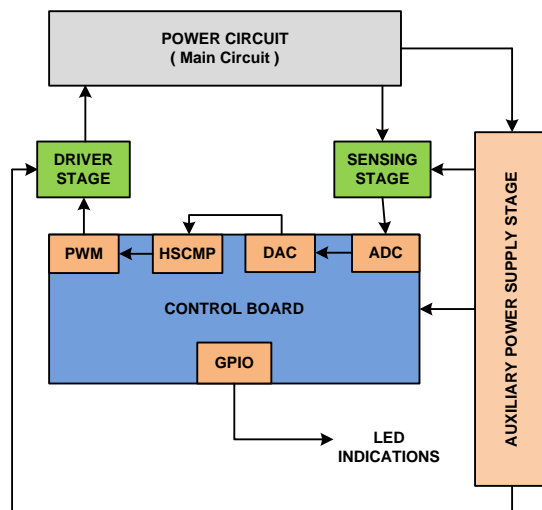 POWER CIRCUIT
( Main Circuit )
DRIVER
STAGE
SENSING
STAGE
PWM
HSCMP
DAC
ADC
CONTROL BOARD
GPIO
LED
INDICATIONS
AUXILIARY POWER SUPPLY STAGE